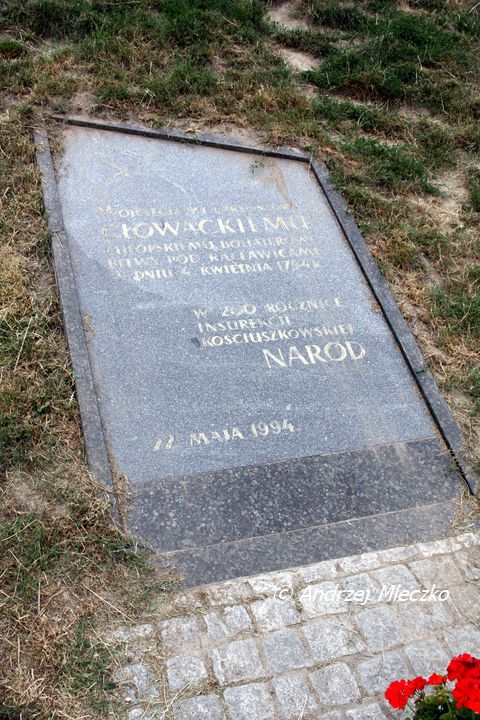 WOJCIECHOWI BARTOSZOWI
GŁOWACKIEMU
CHŁOPSKIEMU BOHATEROWI
BITWY POD RACŁAWICAMI
W DNIU 4 KWIETNIA 1794 R.
W 200 ROCZNICĘ
INSUREKCJI
KOŚCIUSZKOWSKIEJ
NARÓD
22 MAJA 1994
© Andrzej Mleczko